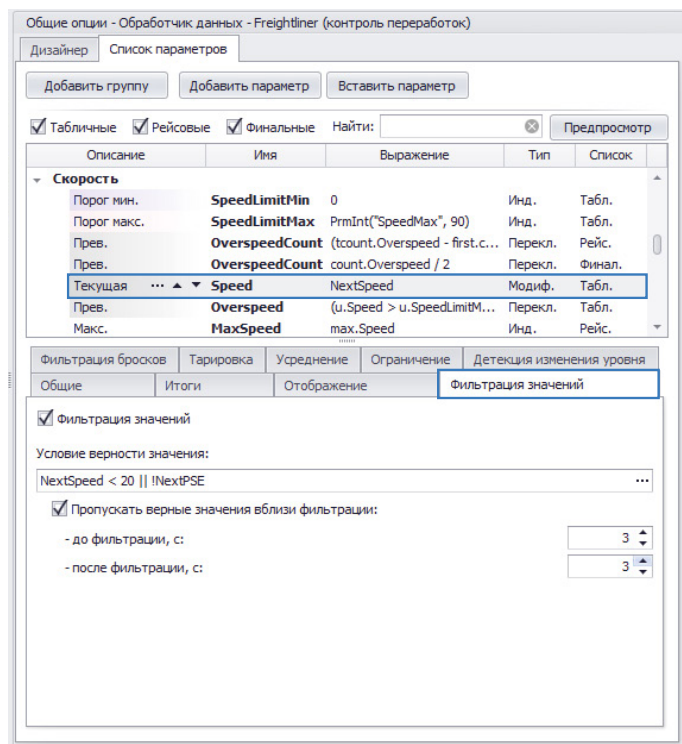 Общие опции - Обработчик данных - Freightliner (контроль переработок)
Дизайнер Список параметров
Добавить группу Добавить параметр Вставить параметр
Табличные Рейсовые Финальные Найти: Предпросмотр
Описание Имя Выражение Тип Список
Скорость
Порог мин. SpeedLimitMin 0 Инд. Табл.
Порог макс. SpeedLimitMax PrmInt("SpeedMax", 90) Инд. Табл.
Прев. OverspeedCount (tcount.Overspeed - first.c... Перекл. Рейс.
Прев. OverspeedCount count.Overspeed / 2 Перекл. Финал.
Текущая ... Speed NextSpeed Модиф. Табл.
Прев. Overspeed (u.Speed > u.SpeedLimitM... Перекл. Табл.
Макс. MaxSpeed max.Speed Инд. Рейс.
Фильтрация бросков Тарировка Усреднение Ограничение Детекция изменения уровня
Общие Итоги Отображение Фильтрация значений
Фильтрация значений
Условие верности значения:
NextSpeed < 20 || !NextPSE ...
Пропускать верные значения вблизи фильтрации:
- до фильтрации, с: 3
- после фильтрации, с: 3